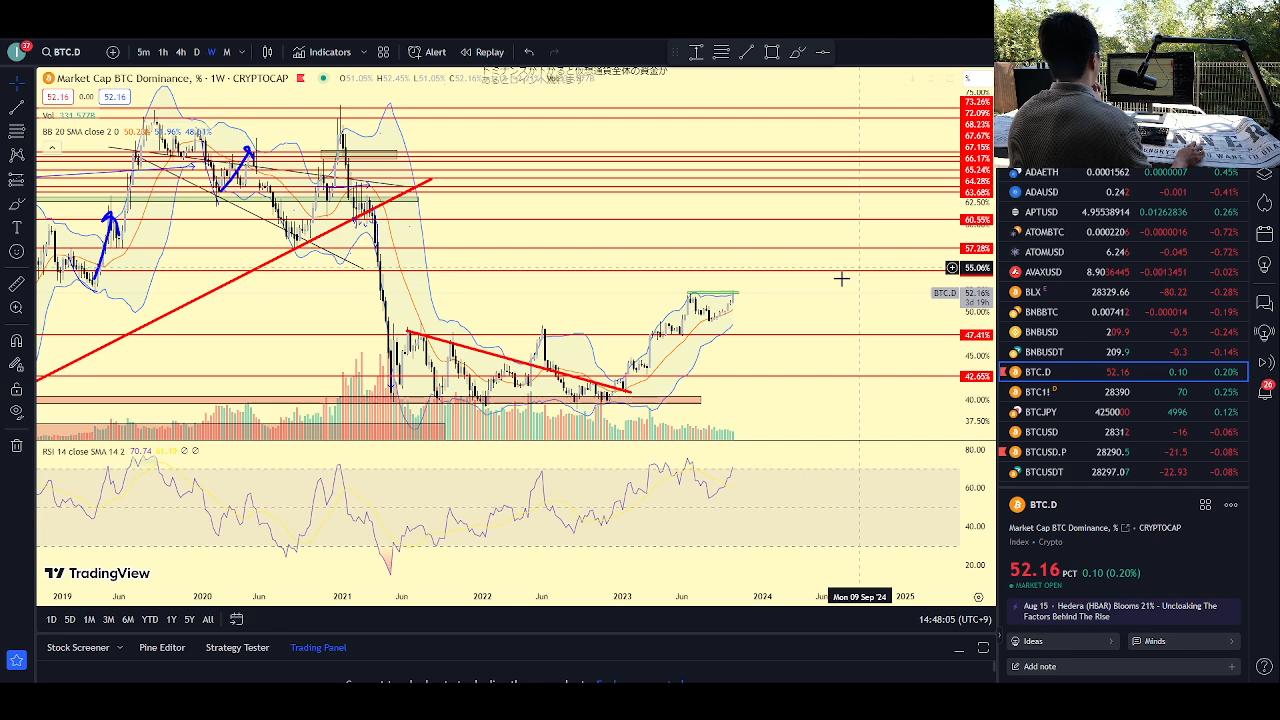 37
BTC.D
5m 1h 4h D W M
Indicators
Alert
Replay
Market Cap BTC Dominance, % · 1W · CRYPTOCAP
O51.05% H52.45% L51.05%
52.16 0.00 52.16
Vol 331.577B
BB 20 SMA close 2 0
%
75.00%
73.26%
72.09%
68.23%
67.67%
67.15%
66.17%
65.24%
64.28%
63.68%
62.50%
60.55%
57.28%
55.06%
BTC.D 52.16%
3d 19h
50.00%
47.41%
45.00%
42.65%
40.00%
37.50%
RSI 14 close SMA 14 2 70.74
80.00
60.00
40.00
20.00
TradingView
2019 Jun 2020 Jun 2021 Jun 2022 Jun 2023 Jun 2024 Mon 09 Sep '24 2025
1D 5D 1M 3M 6M YTD 1Y 5Y All
14:48:05 (UTC+9)
Stock Screener Pine Editor Strategy Tester Trading Panel
ADAETH 0.0001562 0.0000007 0.45%
ADAUSD 0.242 −0.001 −0.41%
APTUSD 4.95538914 0.01262836 0.26%
ATOMBTC 0.0002206 −0.0000016 −0.72%
ATOMUSD 6.246 −0.045 −0.72%
AVAXUSD 8.9036445 −0.0013451 −0.02%
BLX E 28329.66 −80.22 −0.28%
BNBBTC 0.007412 −0.000014 −0.19%
BNBUSD 209.9 −0.5 −0.24%
BNBUSDT 209.9 −0.3 −0.14%
BTC.D 52.16 0.10 0.20%
BTC1! D 28390 70 0.25%
BTCJPY 4250000 4996 0.12%
BTCUSD 28312 −16 −0.06%
BTCUSD.P 28290.5 −21.5 −0.08%
BTCUSDT 28297.07 −22.93 −0.08%
26
BTC.D
Market Cap BTC Dominance, % • CRYPTOCAP
Index • Crypto
52.16 PCT 0.10 (0.20%)
MARKET OPEN
Aug 15 • Hedera (HBAR) Blooms 21% - Uncloaking The
Factors Behind The Rise
Ideas
Minds
Add note